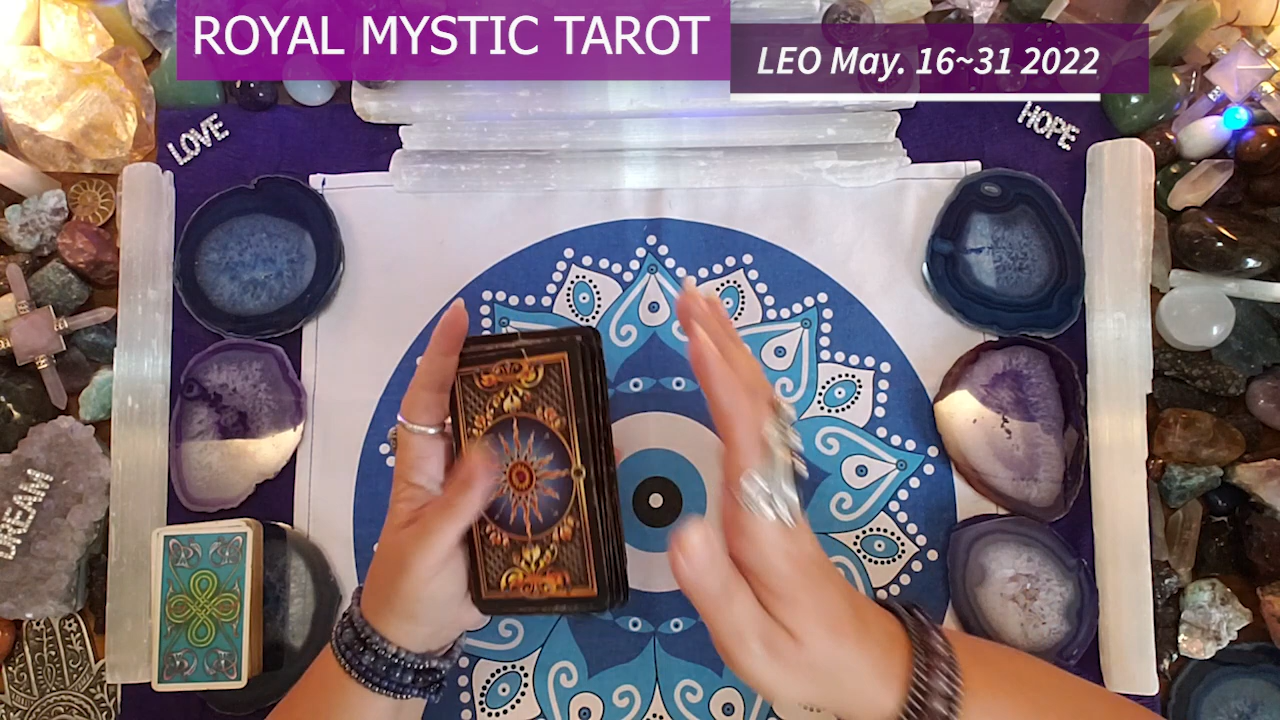 ROYAL MYSTIC TAROT
LEO May. 16~31 2022
LOVE
HOPE
DREAM